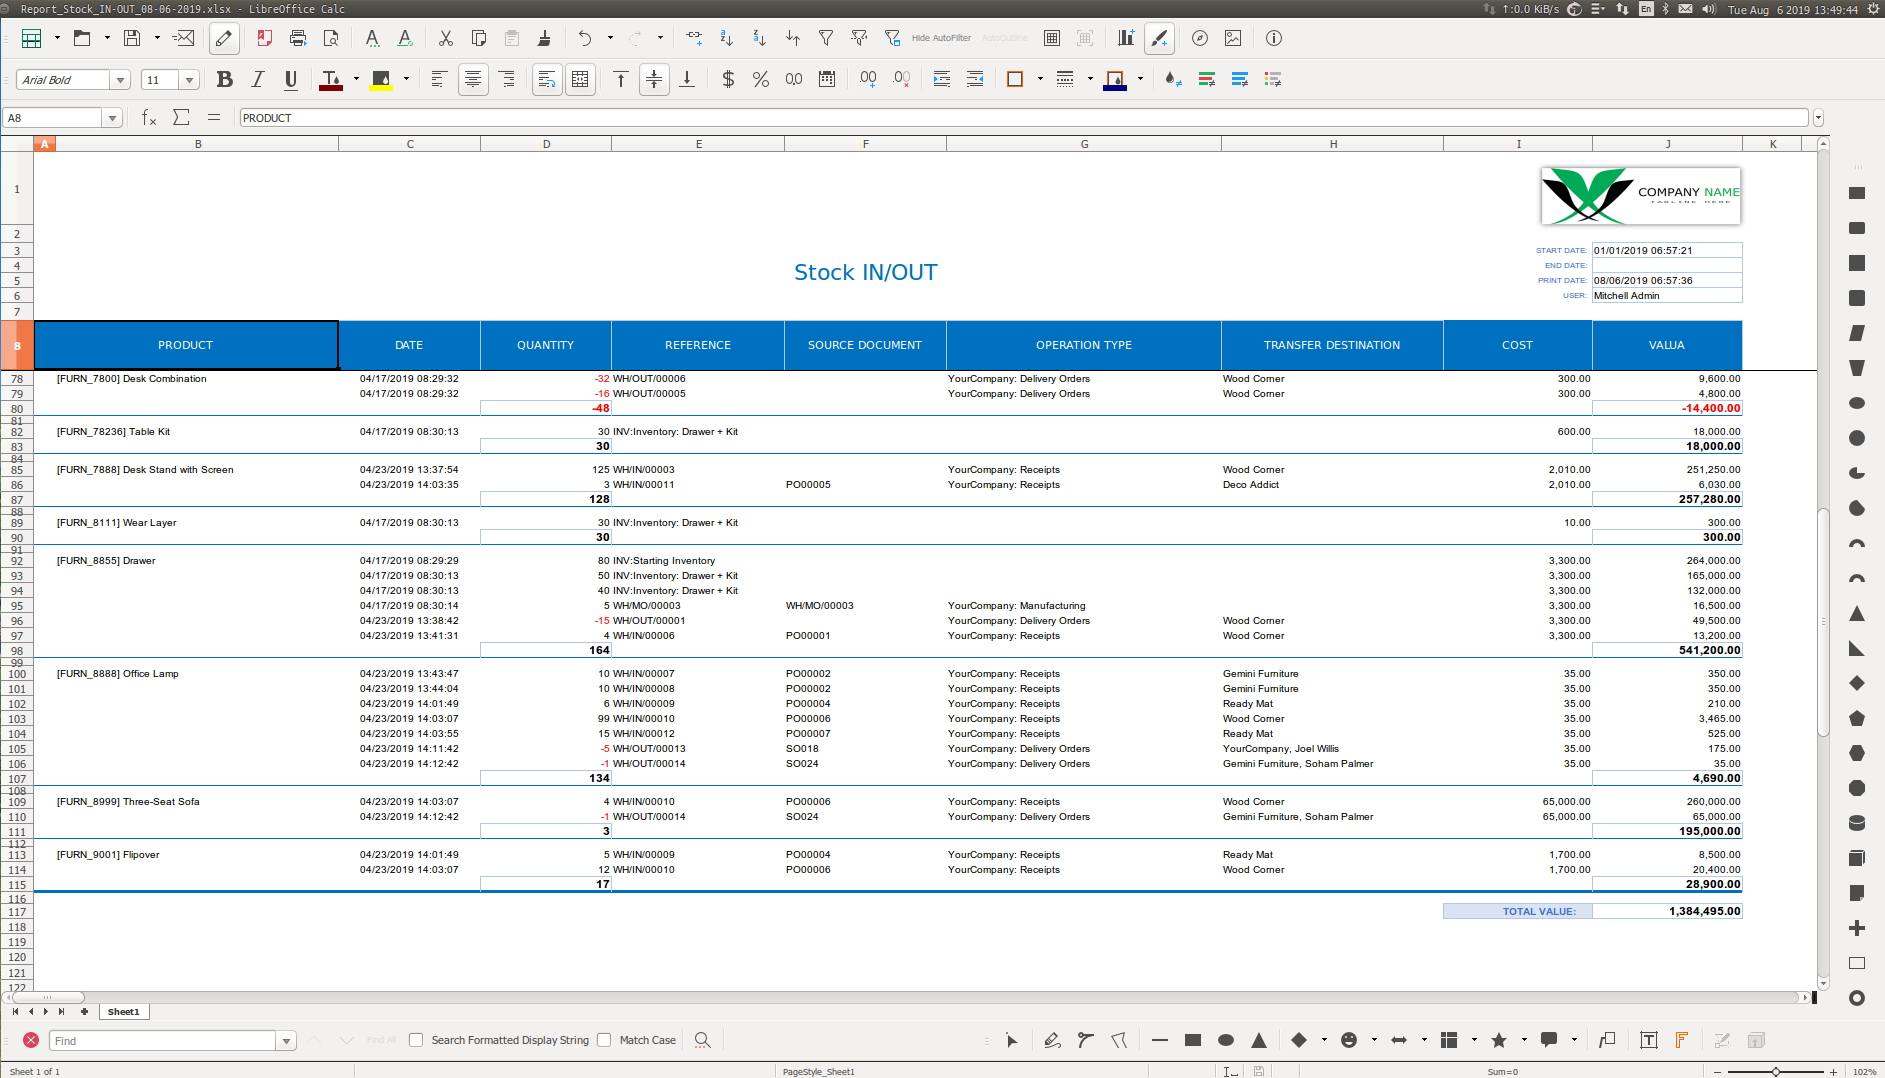 Report_Stock_IN-OUT_08-06-2019.xlsx - LibreOffice Calc
↑:0.0 KiB/s En Tue Aug 6 2019 13:49:44
Hide AutoFilter AutoOutline
Arial Bold 11
A8 PRODUCT
A B C D E F G H I J K
1
COMPANY NAME
TAGLINE HERE
2
3 START DATE: 01/01/2019 06:57:21
4 Stock IN/OUT END DATE:
5 PRINT DATE: 08/06/2019 06:57:36
6 USER: Mitchell Admin
7
8 PRODUCT DATE QUANTITY REFERENCE SOURCE DOCUMENT OPERATION TYPE TRANSFER DESTINATION COST VALUA
78 [FURN_7800] Desk Combination 04/17/2019 08:29:32 -32 WH/OUT/00006 YourCompany: Delivery Orders Wood Corner 300.00 9,600.00
79 04/17/2019 08:29:32 -16 WH/OUT/00005 YourCompany: Delivery Orders Wood Corner 300.00 4,800.00
80 -48 -14,400.00
81
82 [FURN_78236] Table Kit 04/17/2019 08:30:13 30 INV:Inventory: Drawer + Kit 600.00 18,000.00
83 30 18,000.00
84
85 [FURN_7888] Desk Stand with Screen 04/23/2019 13:37:54 125 WH/IN/00003 YourCompany: Receipts Wood Corner 2,010.00 251,250.00
86 04/23/2019 14:03:35 3 WH/IN/00011 PO00005 YourCompany: Receipts Deco Addict 2,010.00 6,030.00
87 128 257,280.00
88
89 [FURN_8111] Wear Layer 04/17/2019 08:30:13 30 INV:Inventory: Drawer + Kit 10.00 300.00
90 30 300.00
91
92 [FURN_8855] Drawer 04/17/2019 08:29:29 80 INV:Starting Inventory 3,300.00 264,000.00
93 04/17/2019 08:30:13 50 INV:Inventory: Drawer + Kit 3,300.00 165,000.00
94 04/17/2019 08:30:13 40 INV:Inventory: Drawer + Kit 3,300.00 132,000.00
95 04/17/2019 08:30:14 5 WH/MO/00003 WH/MO/00003 YourCompany: Manufacturing 3,300.00 16,500.00
96 04/23/2019 13:38:42 -15 WH/OUT/00001 YourCompany: Delivery Orders Wood Corner 3,300.00 49,500.00
97 04/23/2019 13:41:31 4 WH/IN/00006 PO00001 YourCompany: Receipts Wood Corner 3,300.00 13,200.00
98 164 541,200.00
99
100 [FURN_8888] Office Lamp 04/23/2019 13:43:47 10 WH/IN/00007 PO00002 YourCompany: Receipts Gemini Furniture 35.00 350.00
101 04/23/2019 13:44:04 10 WH/IN/00008 PO00002 YourCompany: Receipts Gemini Furniture 35.00 350.00
102 04/23/2019 14:01:49 6 WH/IN/00009 PO00004 YourCompany: Receipts Ready Mat 35.00 210.00
103 04/23/2019 14:03:07 99 WH/IN/00010 PO00006 YourCompany: Receipts Wood Corner 35.00 3,465.00
104 04/23/2019 14:03:55 15 WH/IN/00012 PO00007 YourCompany: Receipts Ready Mat 35.00 525.00
105 04/23/2019 14:11:42 -5 WH/OUT/00013 SO018 YourCompany: Delivery Orders YourCompany, Joel Willis 35.00 175.00
106 04/23/2019 14:12:42 -1 WH/OUT/00014 SO024 YourCompany: Delivery Orders Gemini Furniture, Soham Palmer 35.00 35.00
107 134 4,690.00
108
109 [FURN_8999] Three-Seat Sofa 04/23/2019 14:03:07 4 WH/IN/00010 PO00006 YourCompany: Receipts Wood Corner 65,000.00 260,000.00
110 04/23/2019 14:12:42 -1 WH/OUT/00014 SO024 YourCompany: Delivery Orders Gemini Furniture, Soham Palmer 65,000.00 65,000.00
111 3 195,000.00
112
113 [FURN_9001] Flipover 04/23/2019 14:01:49 5 WH/IN/00009 PO00004 YourCompany: Receipts Ready Mat 1,700.00 8,500.00
114 04/23/2019 14:03:07 12 WH/IN/00010 PO00006 YourCompany: Receipts Wood Corner 1,700.00 20,400.00
115 17 28,900.00
116
117 TOTAL VALUE: 1,384,495.00
118
119
120
121
122
Sheet1
Find Find All Search Formatted Display String Match Case
Sheet 1 of 1 PageStyle_Sheet1 Sum=0 102%